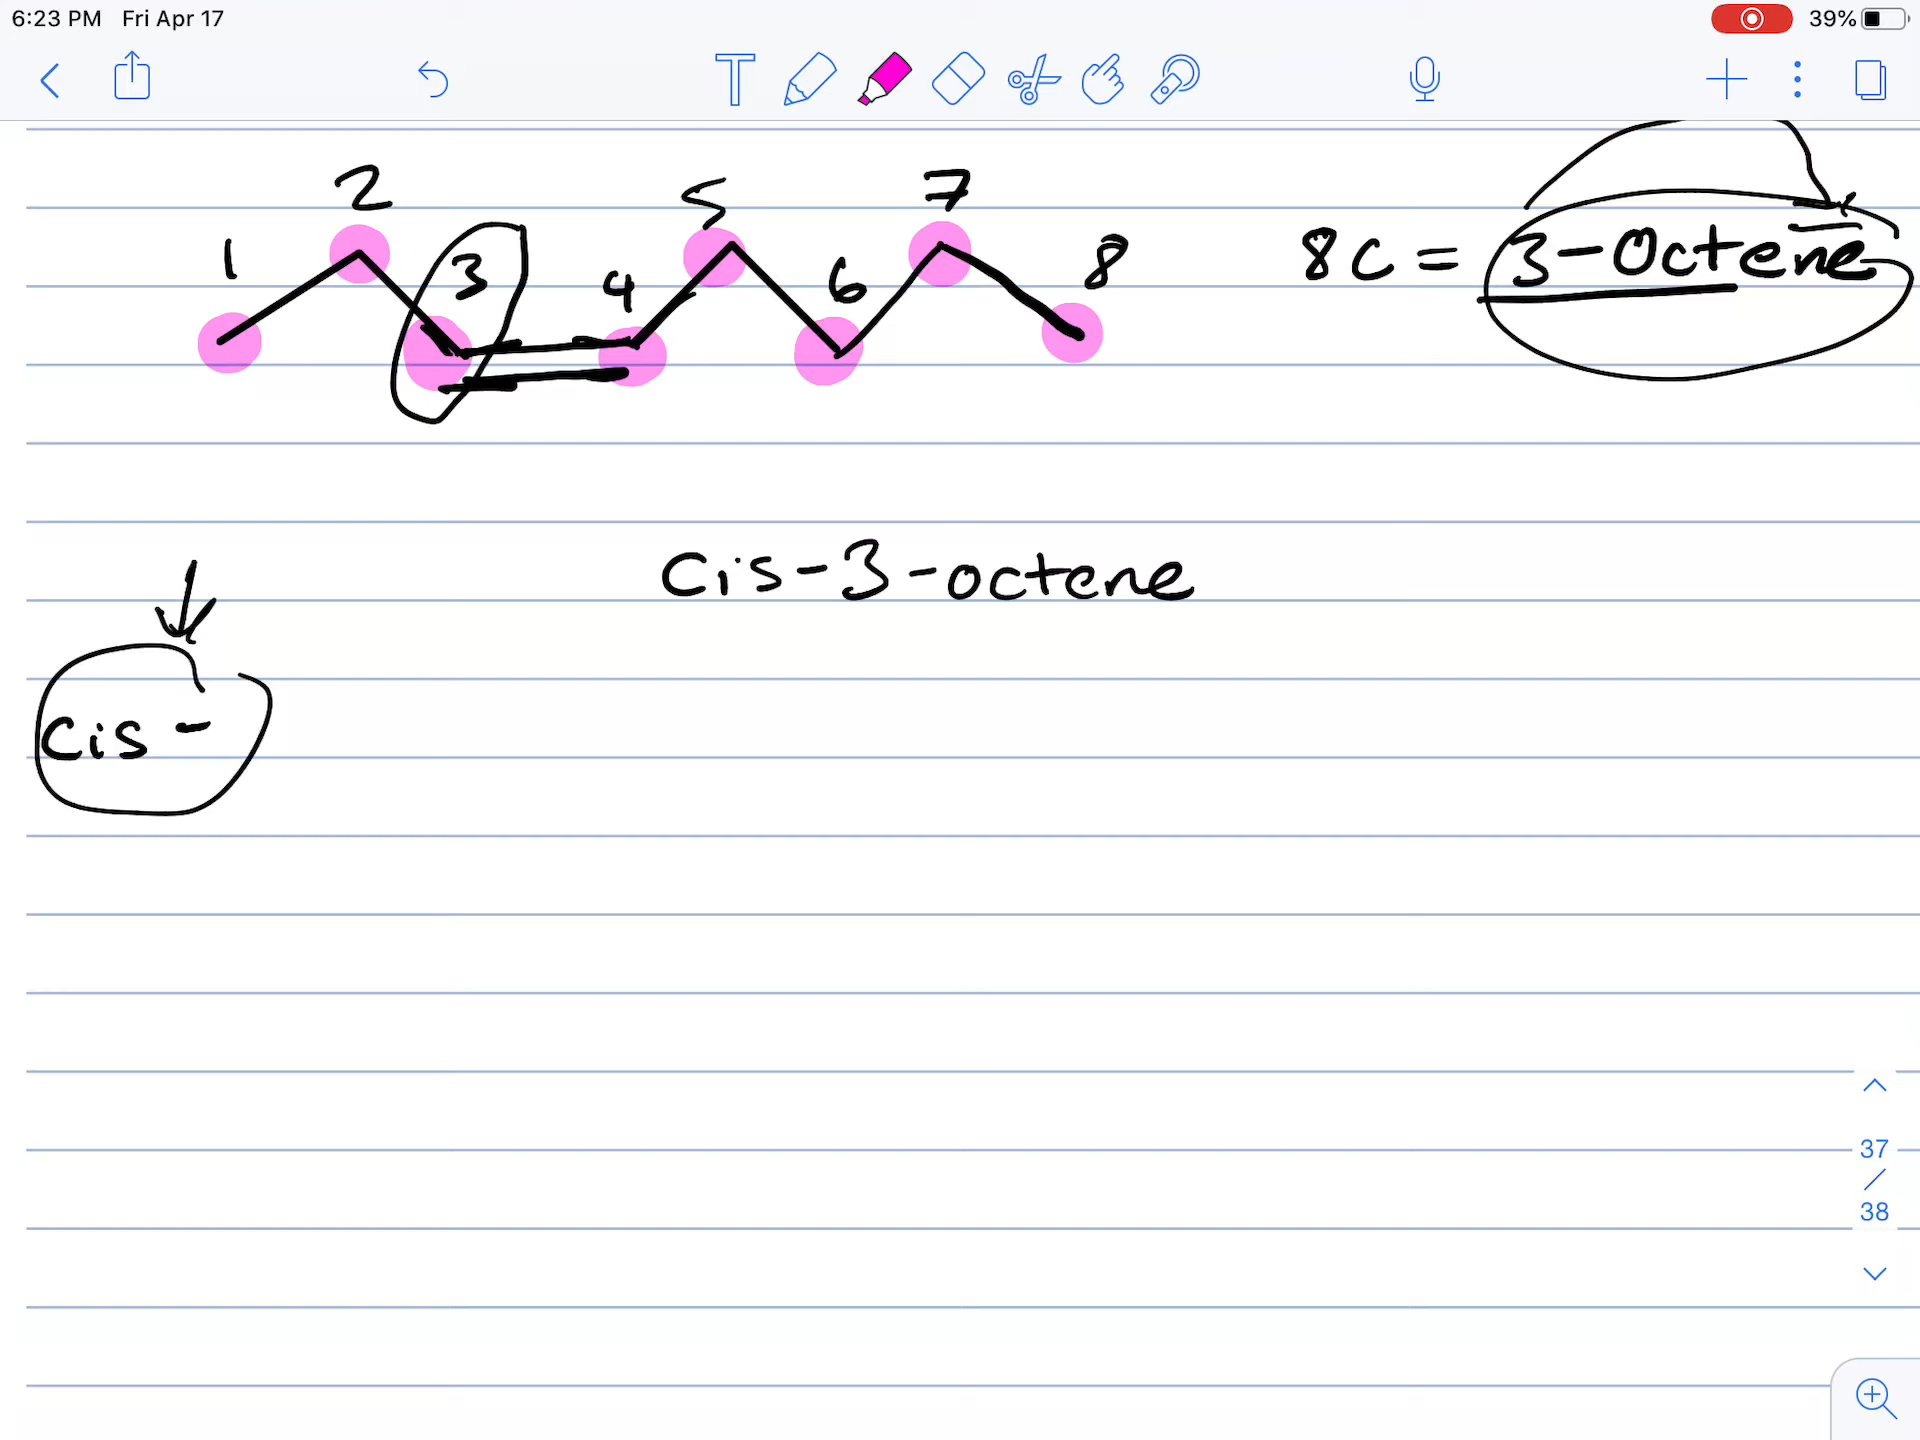 6:23 PM Fri Apr 17 39%
T
2 5 7
1 3 4 6 8 8C = 3-Octene
Cis-3-octene
Cis-
37
38